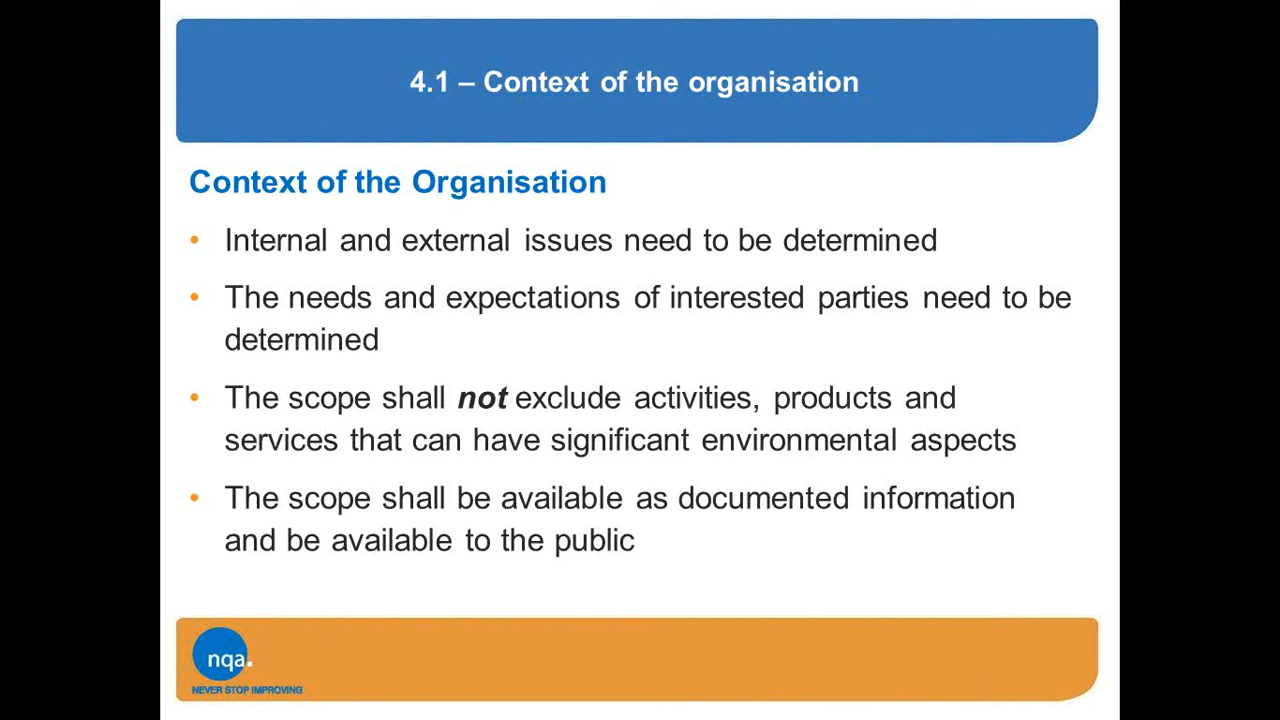 4.1 – Context of the organisation
Context of the Organisation
• Internal and external issues need to be determined
• The needs and expectations of interested parties need to be
determined
• The scope shall not exclude activities, products and
services that can have significant environmental aspects
• The scope shall be available as documented information
and be available to the public
nqa.
NEVER STOP IMPROVING